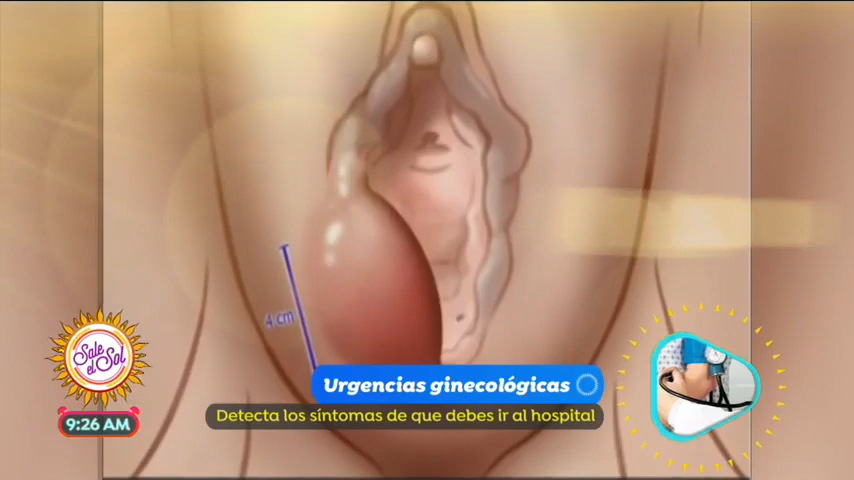 4 cm
Sale
el
Sol
Urgencias ginecológicas
9:26 AM
Detecta los síntomas de que debes ir al hospital